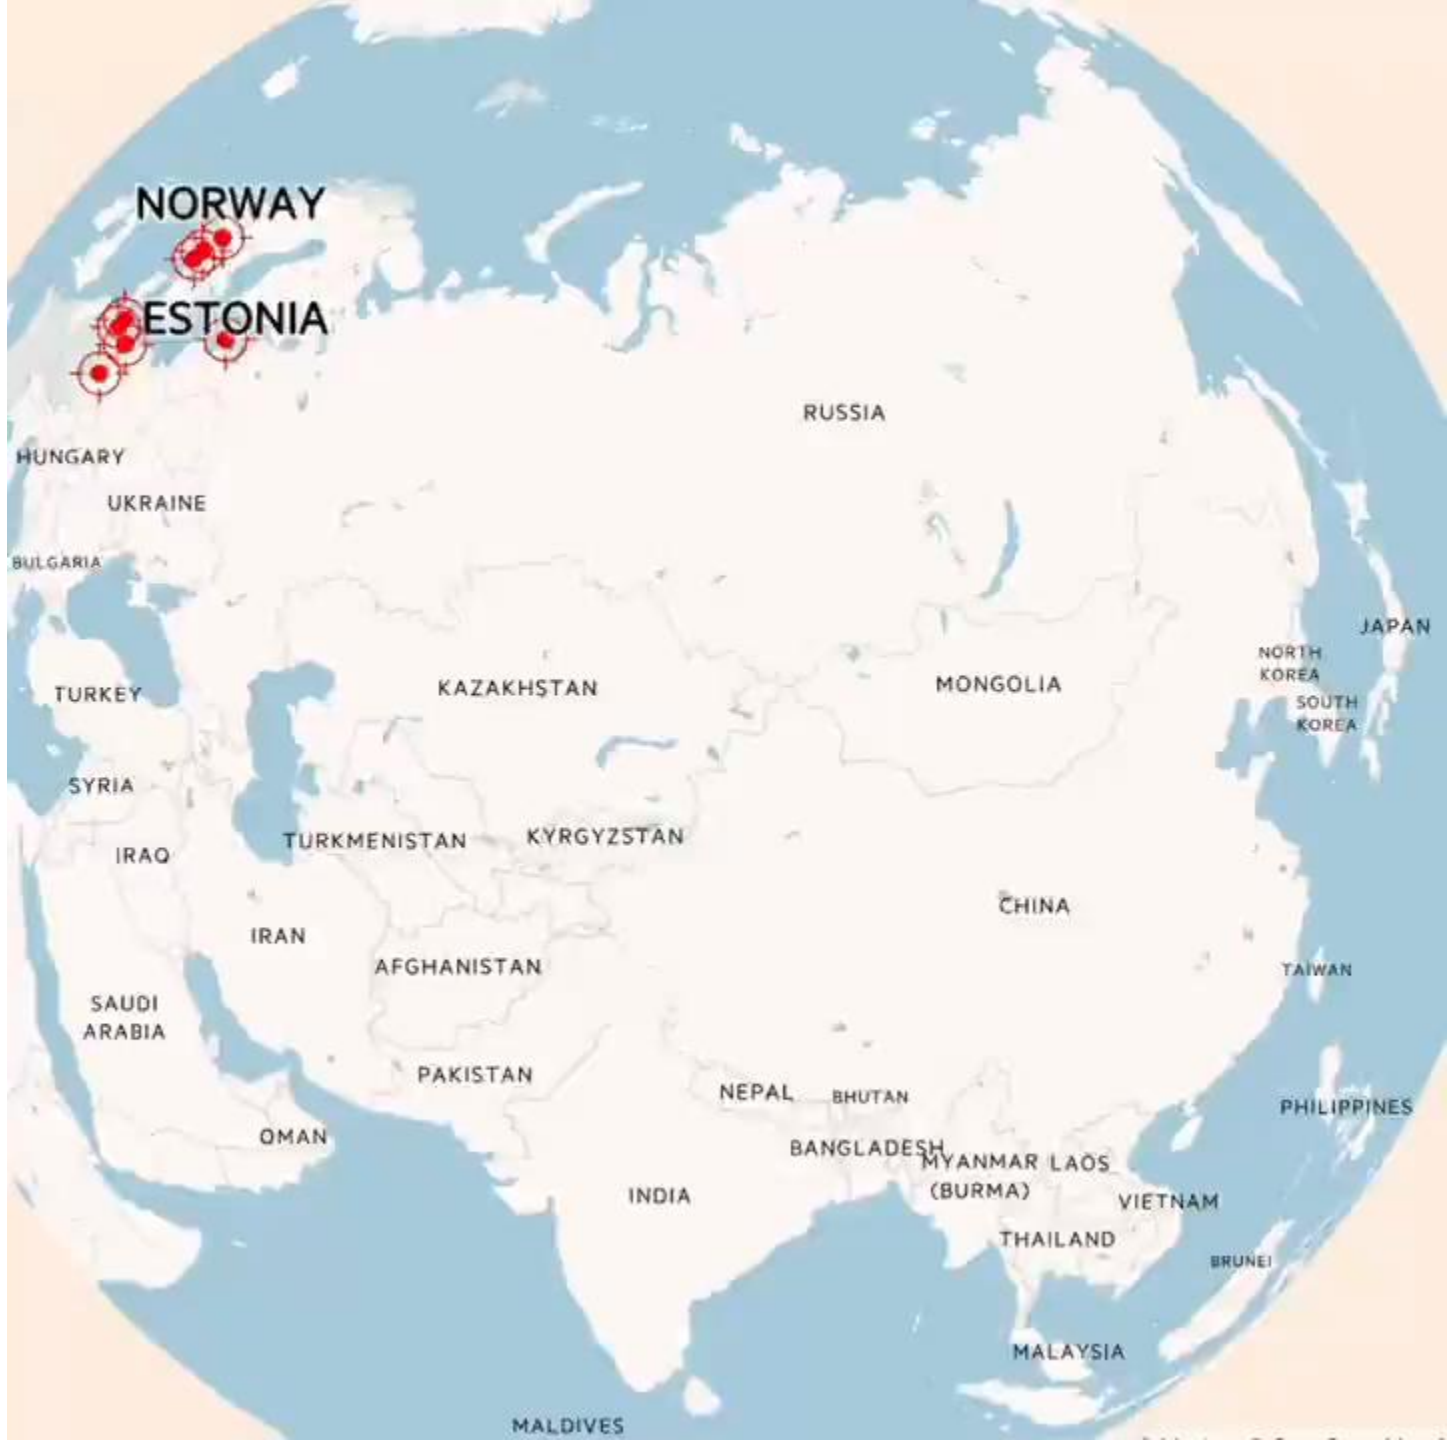 NORWAY
ESTONIA
RUSSIA
HUNGARY
UKRAINE
BULGARIA
JAPAN
NORTH
KOREA
SOUTH
KOREA
TURKEY
KAZAKHSTAN
MONGOLIA
SYRIA
IRAQ
TURKMENISTAN
KYRGYZSTAN
CHINA
IRAN
AFGHANISTAN
TAIWAN
SAUDI
ARABIA
PAKISTAN
NEPAL
BHUTAN
PHILIPPINES
OMAN
BANGLADESH
MYANMAR
(BURMA)
LAOS
INDIA
VIETNAM
THAILAND
BRUNEI
MALAYSIA
MALDIVES